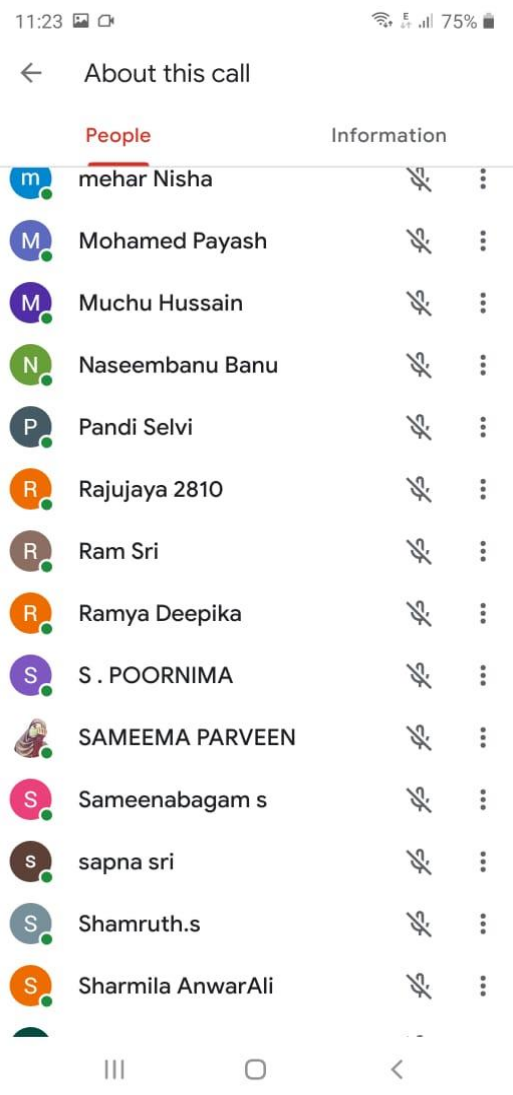 11:23 E 75%
About this call
People Information
m mehar Nisha
M Mohamed Payash
M Muchu Hussain
N Naseembanu Banu
P Pandi Selvi
R Rajujaya 2810
R Ram Sri
R Ramya Deepika
S S . POORNIMA
SAMEEMA PARVEEN
S Sameenabagam s
s sapna sri
S Shamruth.s
S Sharmila AnwarAli